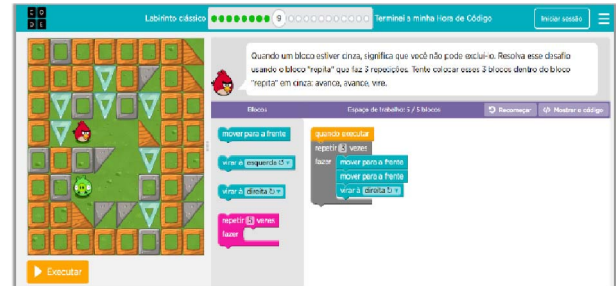 C O
D E
Labirinto clássico
9
Terminei a minha Hora de Código
Iniciar sessão
Quando um bloco estiver cinza, significa que você não pode excluí-lo. Resolva esse desafio
usando o bloco "repita" que faz 3 repetições. Tente colocar esses 3 blocos dentro do bloco
"repita" em cinza: avance, avance, vire.
Blocos
Espaço de trabalho: 5 / 5 blocos
Recomeçar
Mostrar o código
mover para a frente
virar à esquerda
virar à direita
repetir 5 vezes
fazer
quando executar
repetir 3 vezes
fazer mover para a frente
mover para a frente
virar à direita
Executar